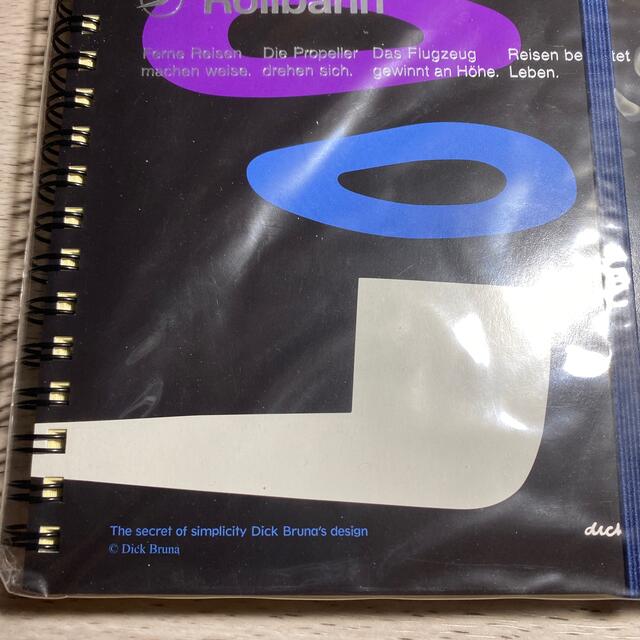 Rollbahn
Ferne Reisen Die Propeller Das Flugzeug Reisen
machen weise. drehen sich. gewinnt an Höhe. Leben.
The secret of simplicity Dick Bruna's design
© Dick Bruna
dick